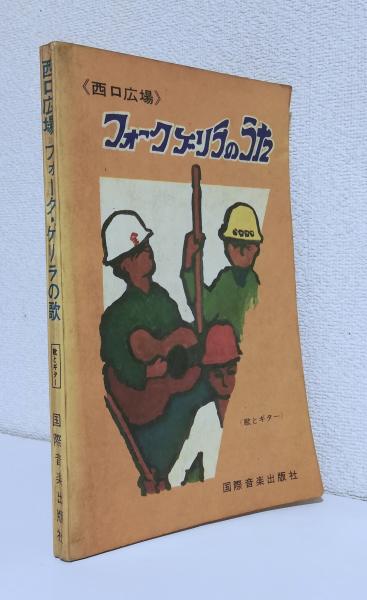 西口広場 フォーク・ゲリラの歌
歌とギター
国際音楽出版社
《西口広場》
フォークゲリラのうた
(歌とギター)
国際音楽出版社